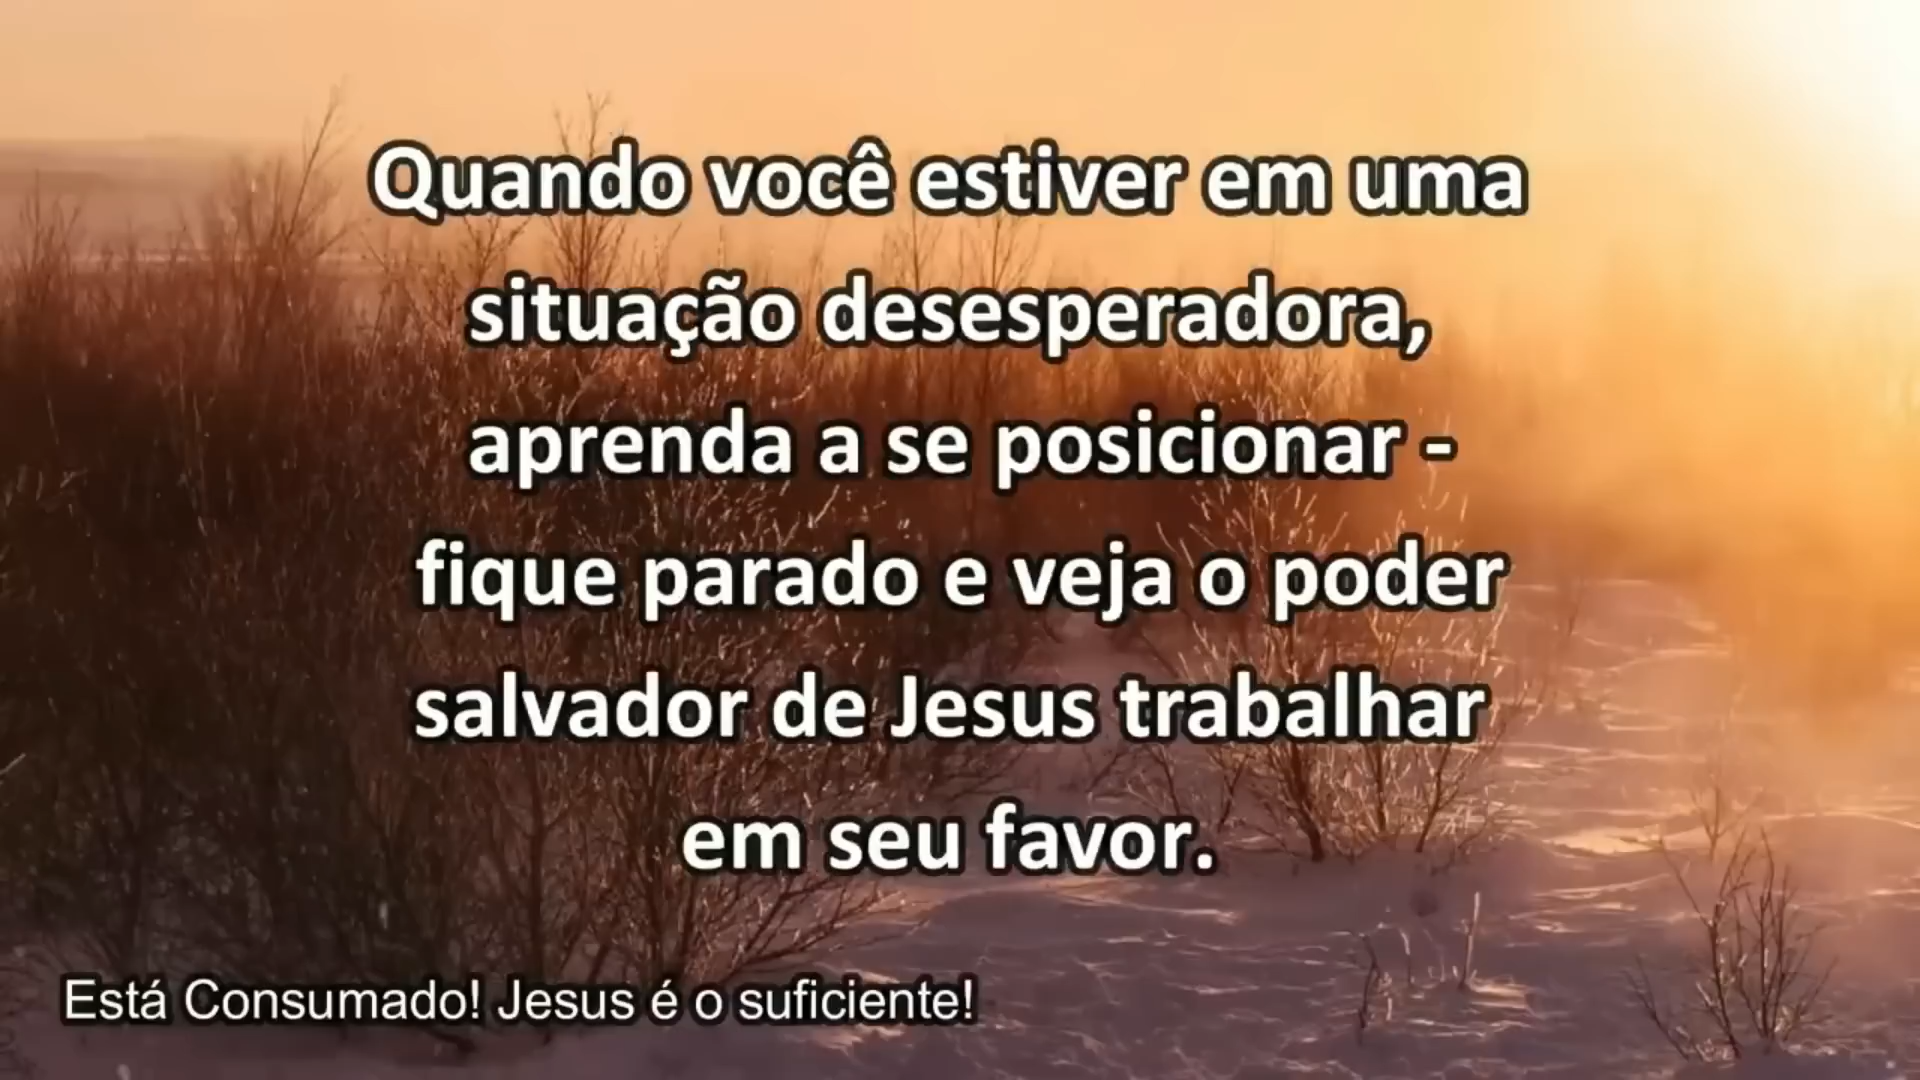 Quando você estiver em uma
situação desesperadora,
aprenda a se posicionar -
fique parado e veja o poder
salvador de Jesus trabalhar
em seu favor.
Está Consumado! Jesus é o suficiente!